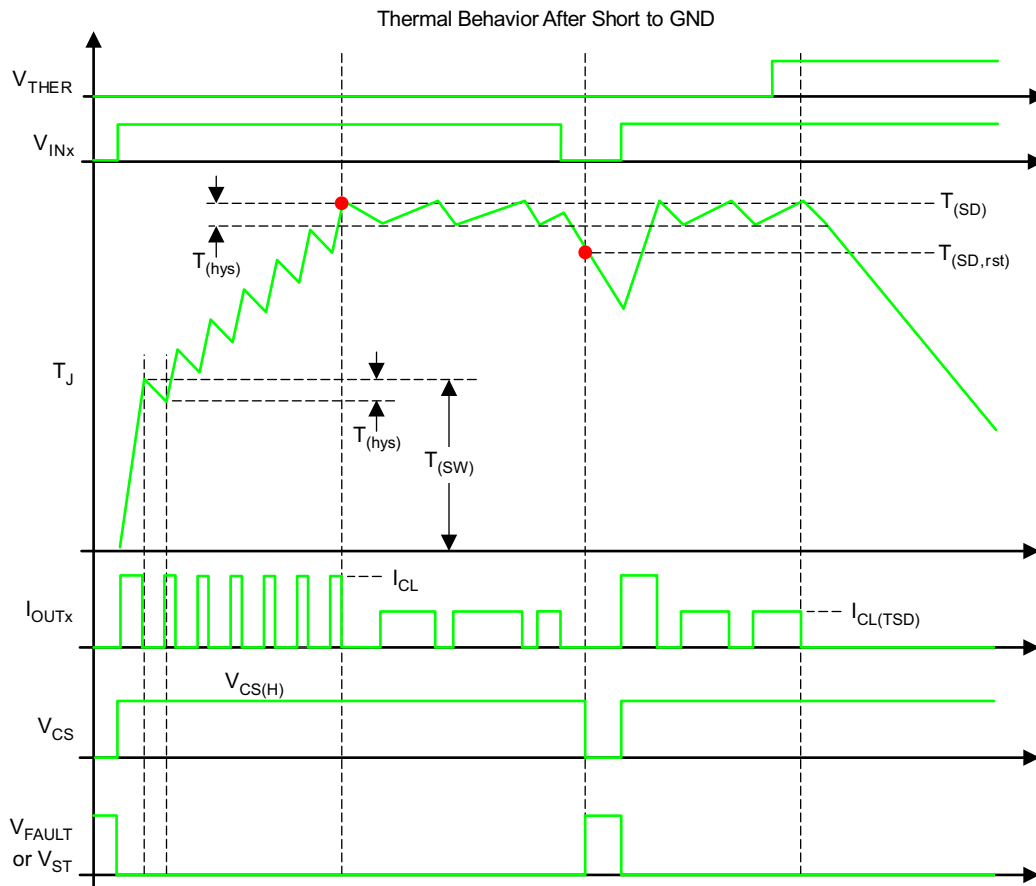 Thermal Behavior After Short to GND
V_THER
V_INx
T_(SD)
T_(hys)
T_(SD,rst)
T_J
T_(hys)
T_(SW)
I_CL
I_OUTx
I_CL(TSD)
V_CS(H)
V_CS
V_FAULT
or V_ST